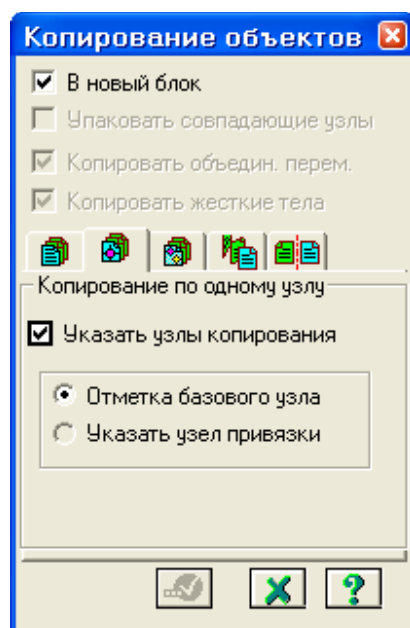 Копирование объектов
В новый блок
Упаковать совпадающие узлы
Копировать объедин. перем.
Копировать жесткие тела
Копирование по одному узлу
Указать узлы копирования
Отметка базового узла
Указать узел привязки